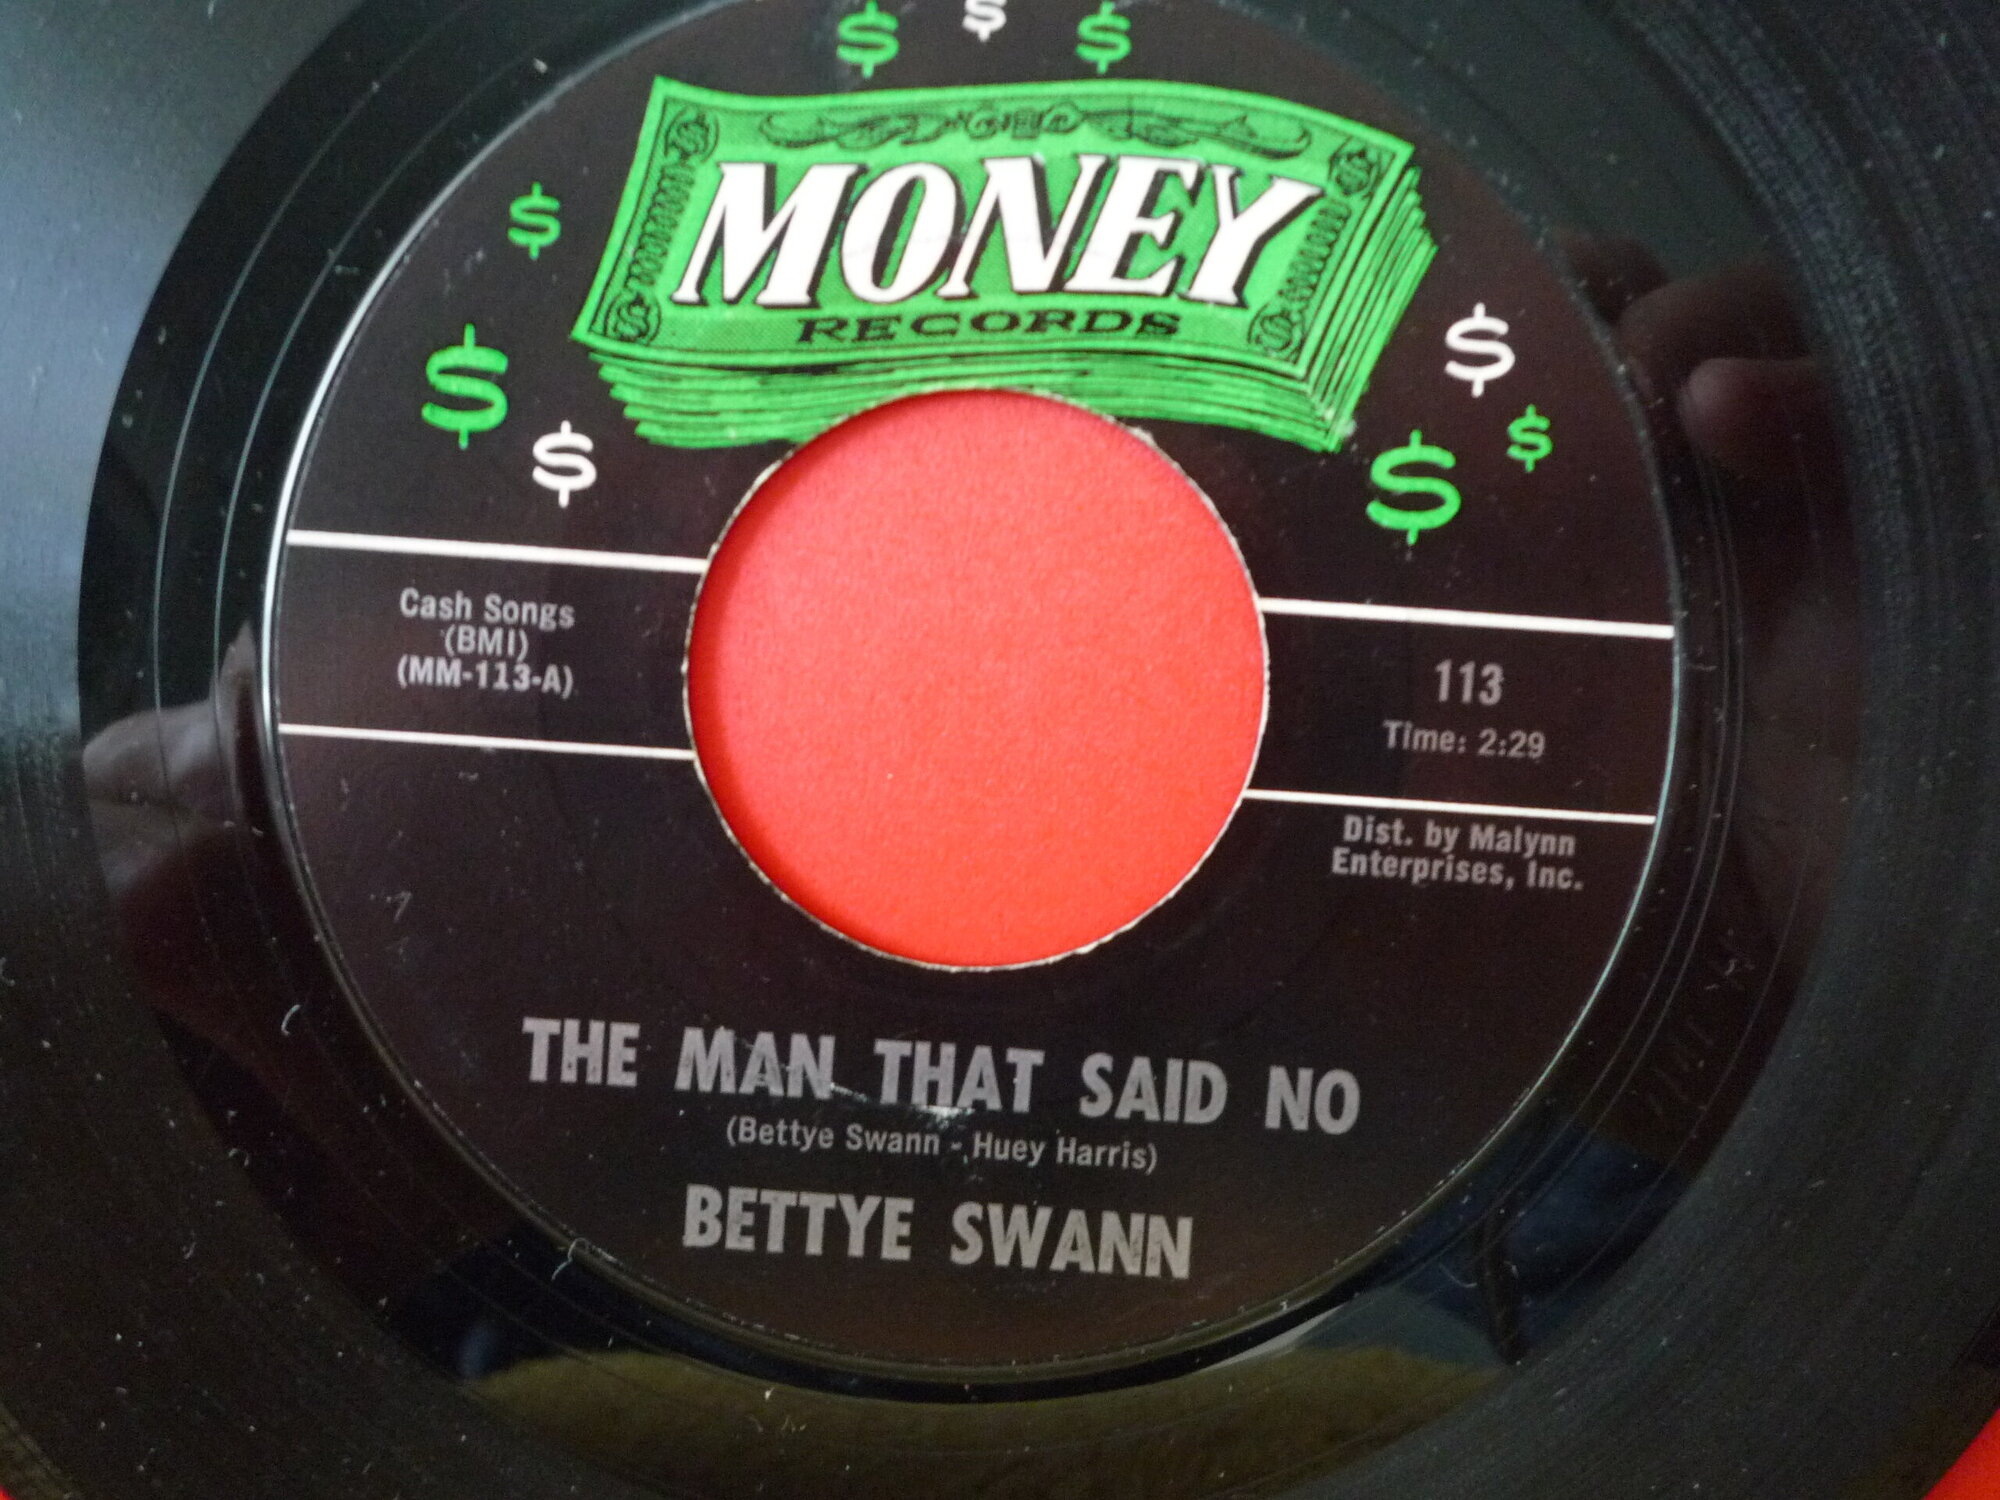 $ $ $
MONEY
RECORDS
$
$
$
$
$
$
Cash Songs
(BMI)
(MM-113-A)
113
Time: 2:29
Dist. by Malynn
Enterprises, Inc.
THE MAN THAT SAID NO
(Bettye Swann - Huey Harris)
BETTYE SWANN